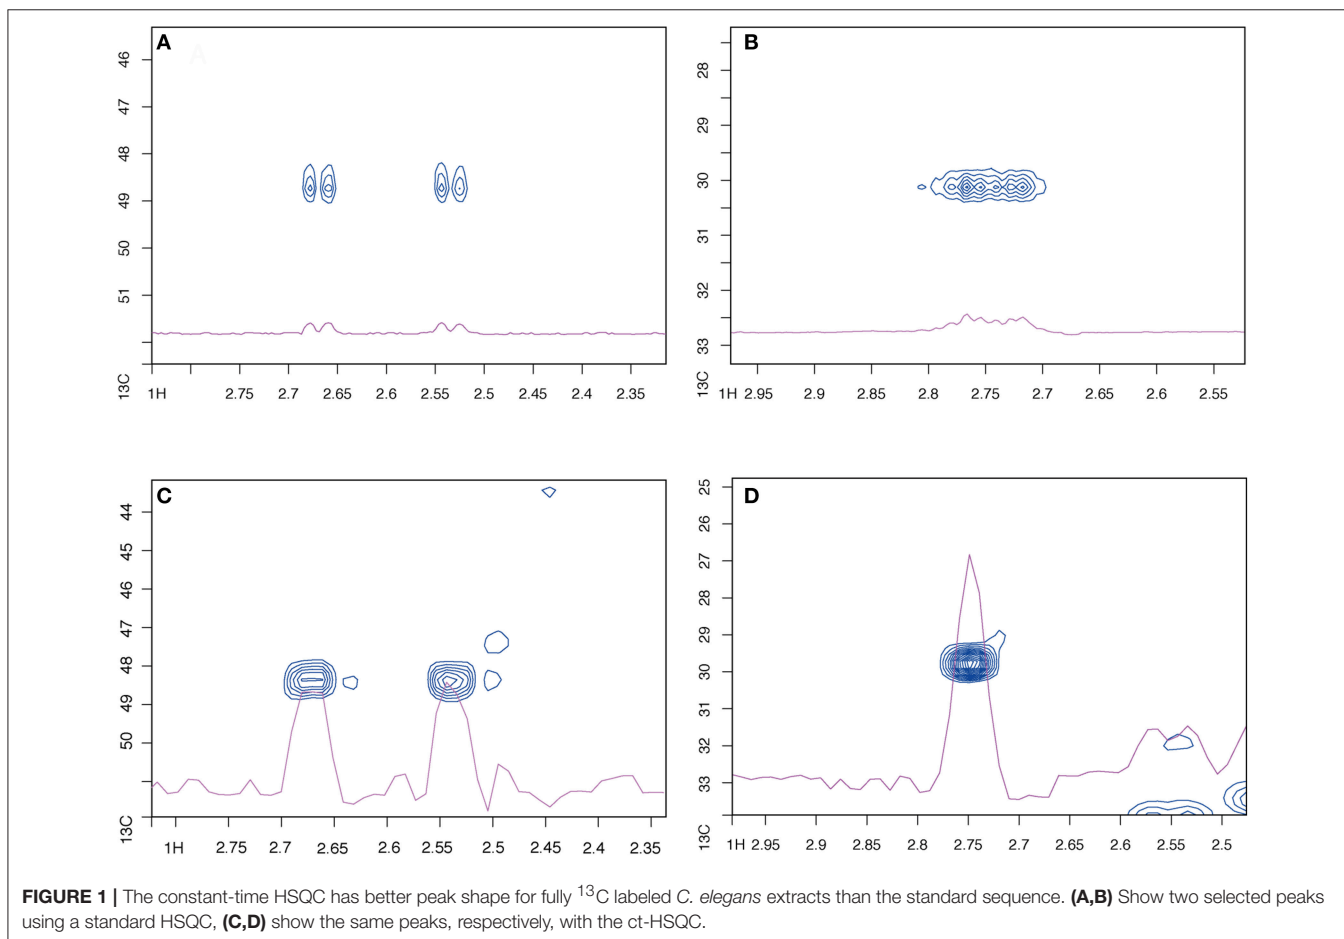 A
A
46
47
48
49
50
51
13C
1H 2.75 2.7 2.65 2.6 2.55 2.5 2.45 2.4 2.35
B
28
29
30
31
32
33
13C
1H 2.95 2.9 2.85 2.8 2.75 2.7 2.65 2.6 2.55
C
44
45
46
47
48
49
50
13C
1H 2.75 2.7 2.65 2.6 2.55 2.5 2.45 2.4 2.35
D
25
26
27
28
29
30
31
32
33
13C
1H 2.95 2.9 2.85 2.8 2.75 2.7 2.65 2.6 2.55 2.5
FIGURE 1 | The constant-time HSQC has better peak shape for fully ¹³C labeled C. elegans extracts than the standard sequence. (A,B) Show two selected peaks
using a standard HSQC, (C,D) show the same peaks, respectively, with the ct-HSQC.